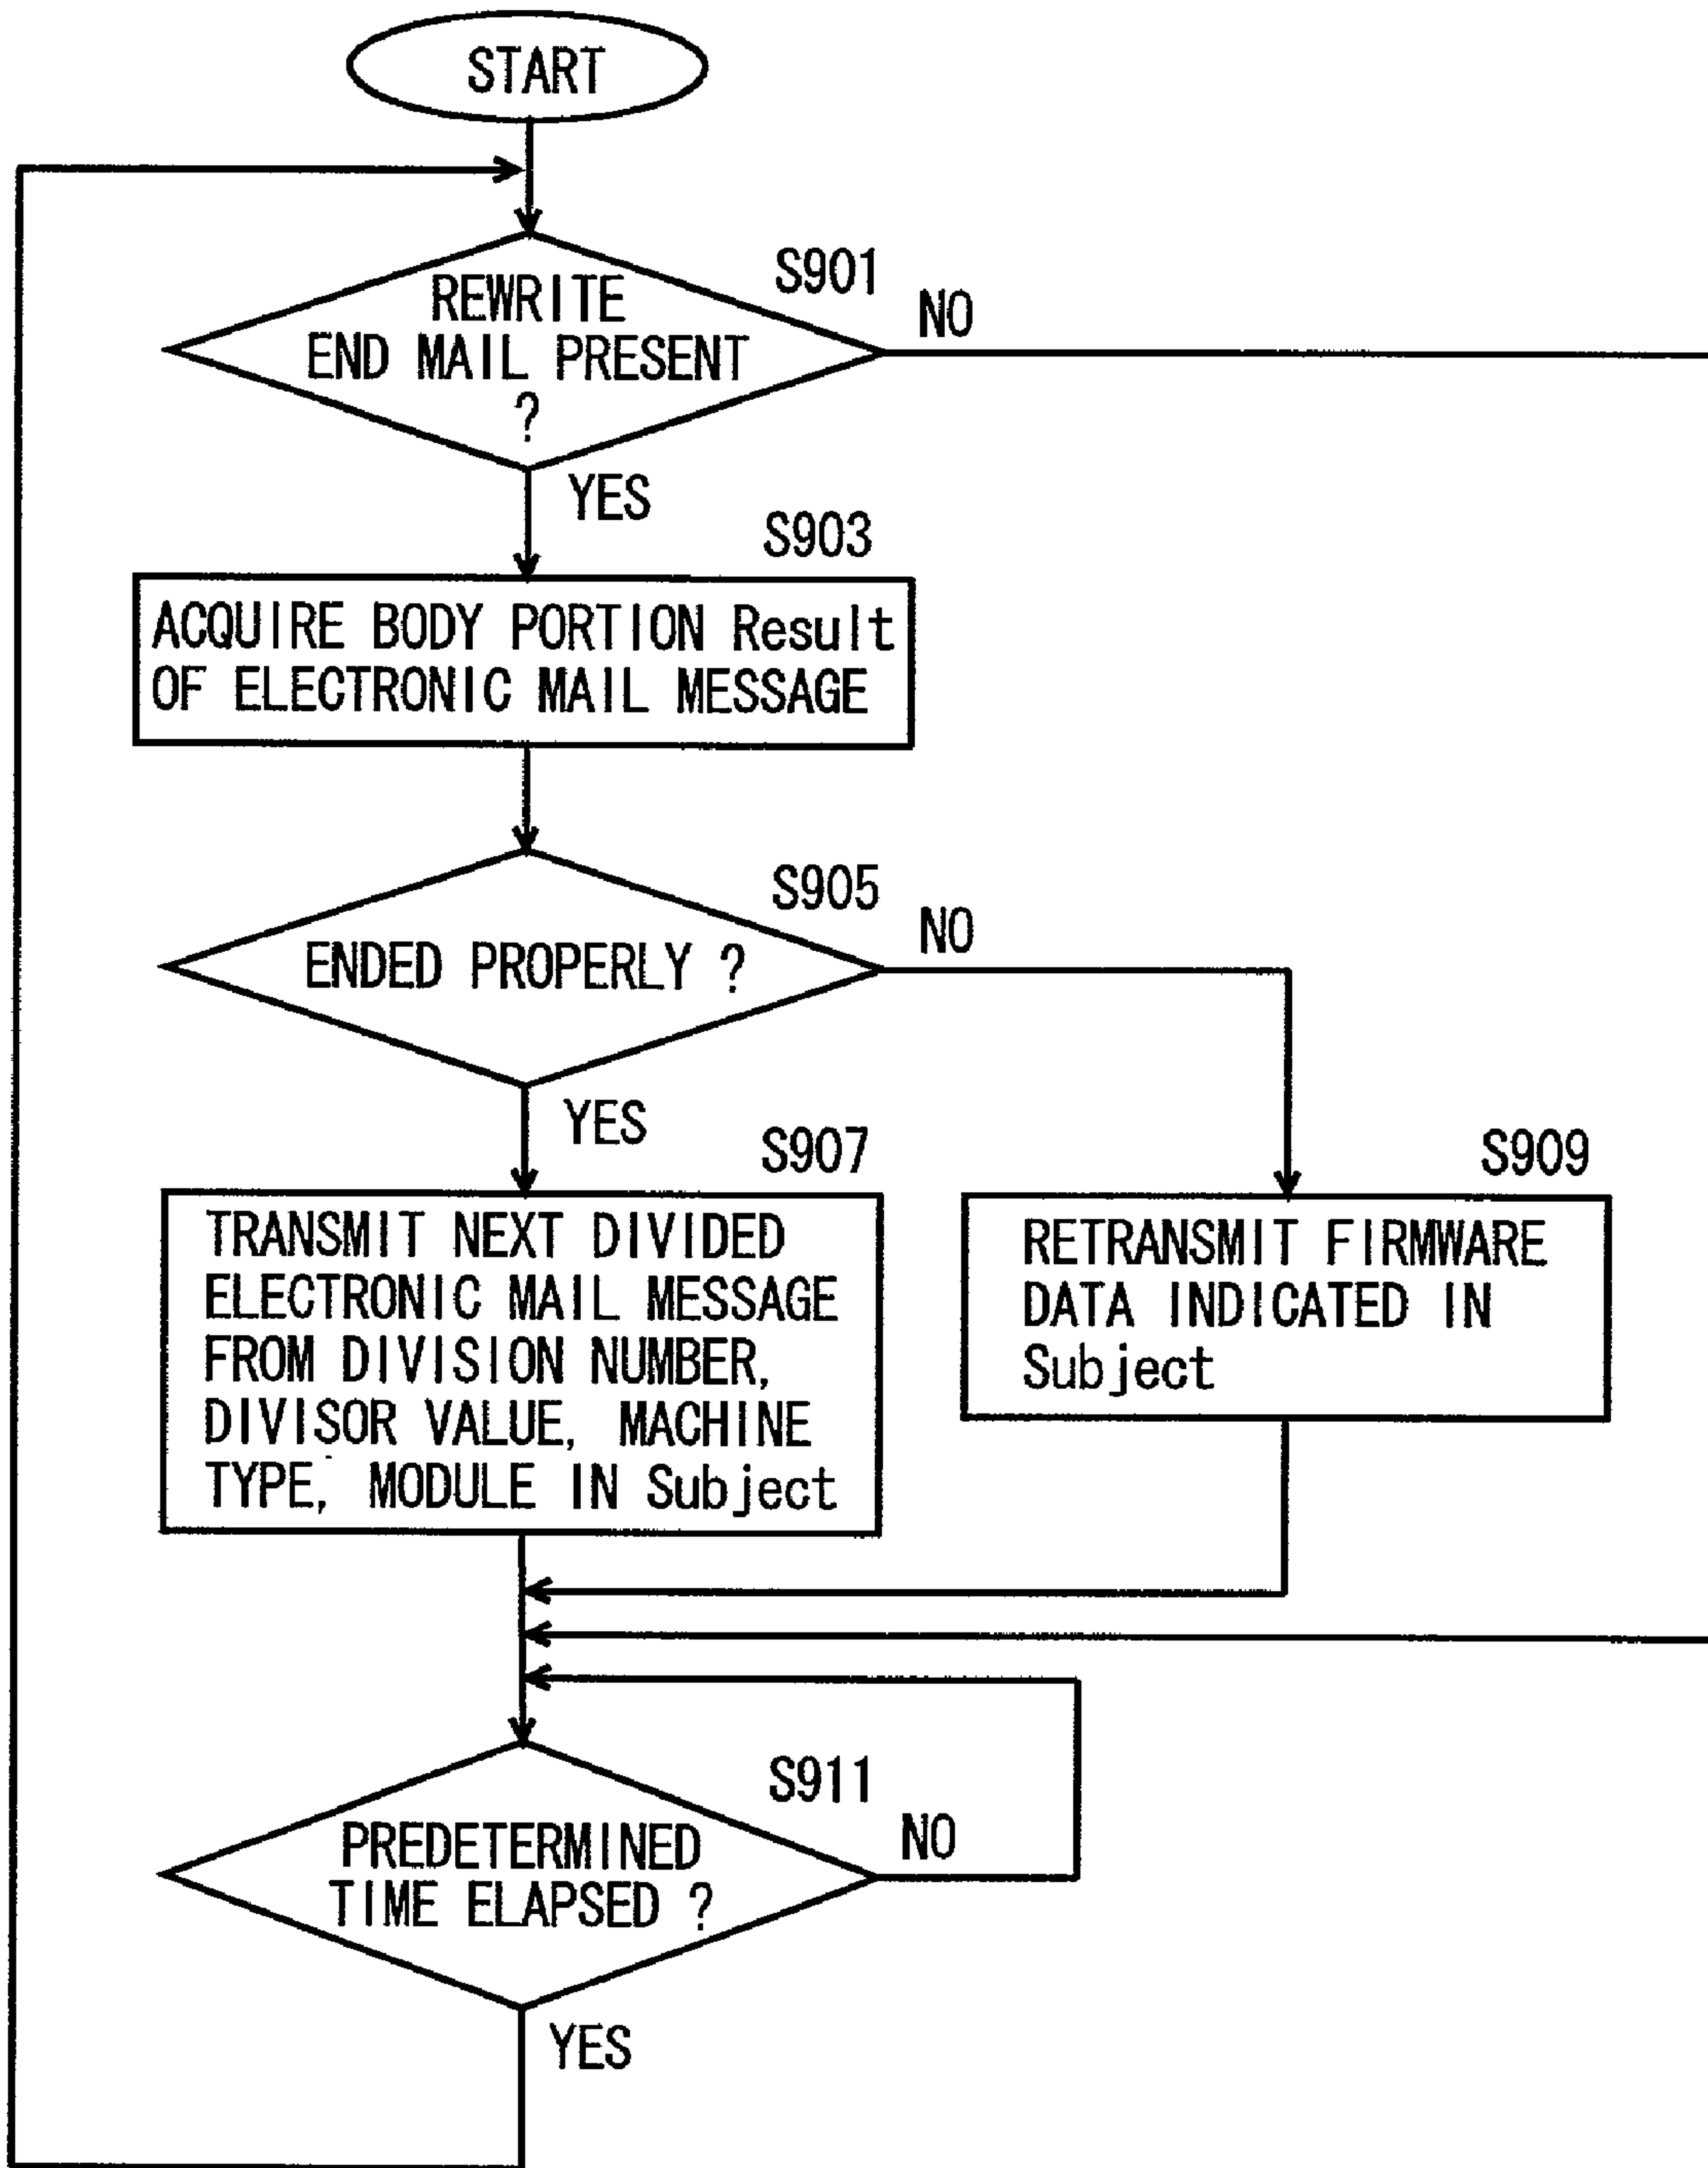 START
S901
REWRITE
END MAIL PRESENT
?
NO
YES
S903
ACQUIRE BODY PORTION Result
OF ELECTRONIC MAIL MESSAGE
S905
ENDED PROPERLY ?
NO
YES
S907
TRANSMIT NEXT DIVIDED
ELECTRONIC MAIL MESSAGE
FROM DIVISION NUMBER,
DIVISOR VALUE, MACHINE
TYPE, MODULE IN Subject
S909
RETRANSMIT FIRMWARE
DATA INDICATED IN
Subject
S911
PREDETERMINED
TIME ELAPSED ?
NO
YES